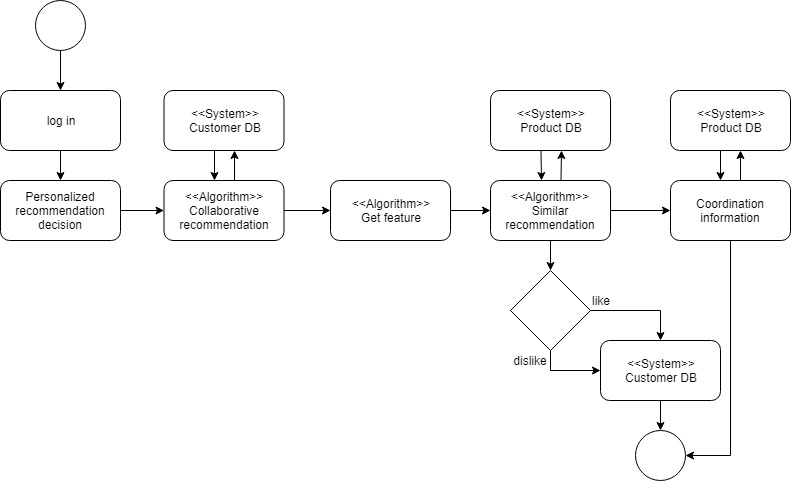 log in
<<System>>
Customer DB
<<System>>
Product DB
<<System>>
Product DB
Personalized
recommendation
decision
<<Algorithm>>
Collaborative
recommendation
<<Algorithm>>
Get feature
<<Algorithm>>
Similar
recommendation
Coordination
information
like
dislike
<<System>>
Customer DB